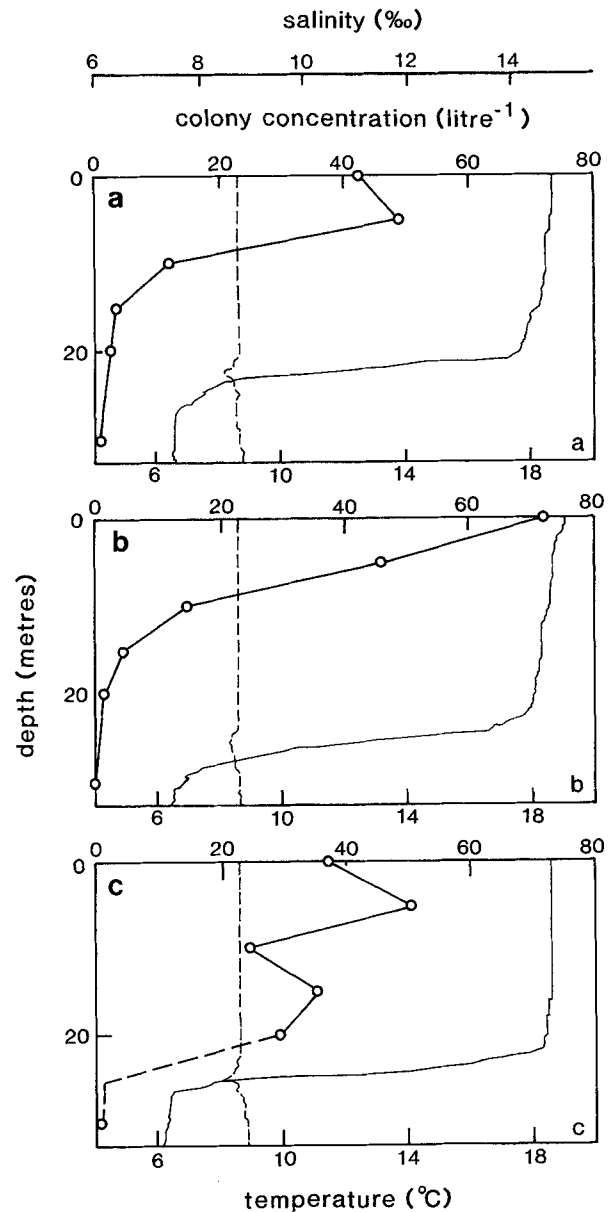 salinity (‰)
6 8 10 12 14
colony concentration (litre-1)
0 20 40 60 80
0
a
20
a
6 10 14 18
0 20 40 60 80
0
b
20
b
6 10 14 18
0 20 40 60 80
0
c
20
c
6 10 14 18
depth (metres)
temperature (°C)